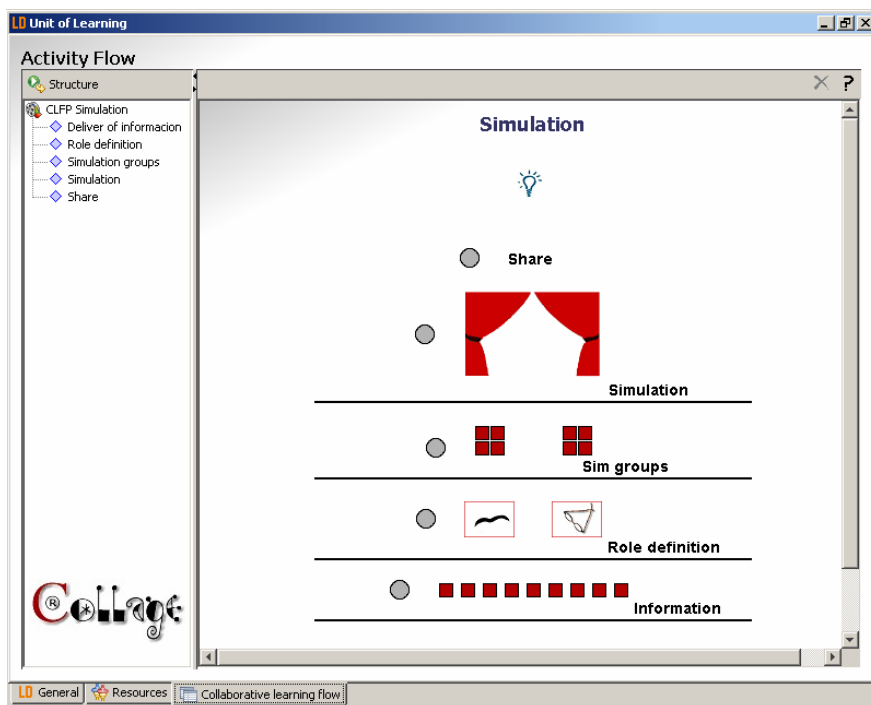 LD Unit of Learning
Activity Flow
Structure
?
CLFP Simulation
Deliver of informacion
Role definition
Simulation groups
Simulation
Share
Simulation
Share
Simulation
Sim groups
Role definition
Information
C®ollage
LD General
Resources
Collaborative learning flow